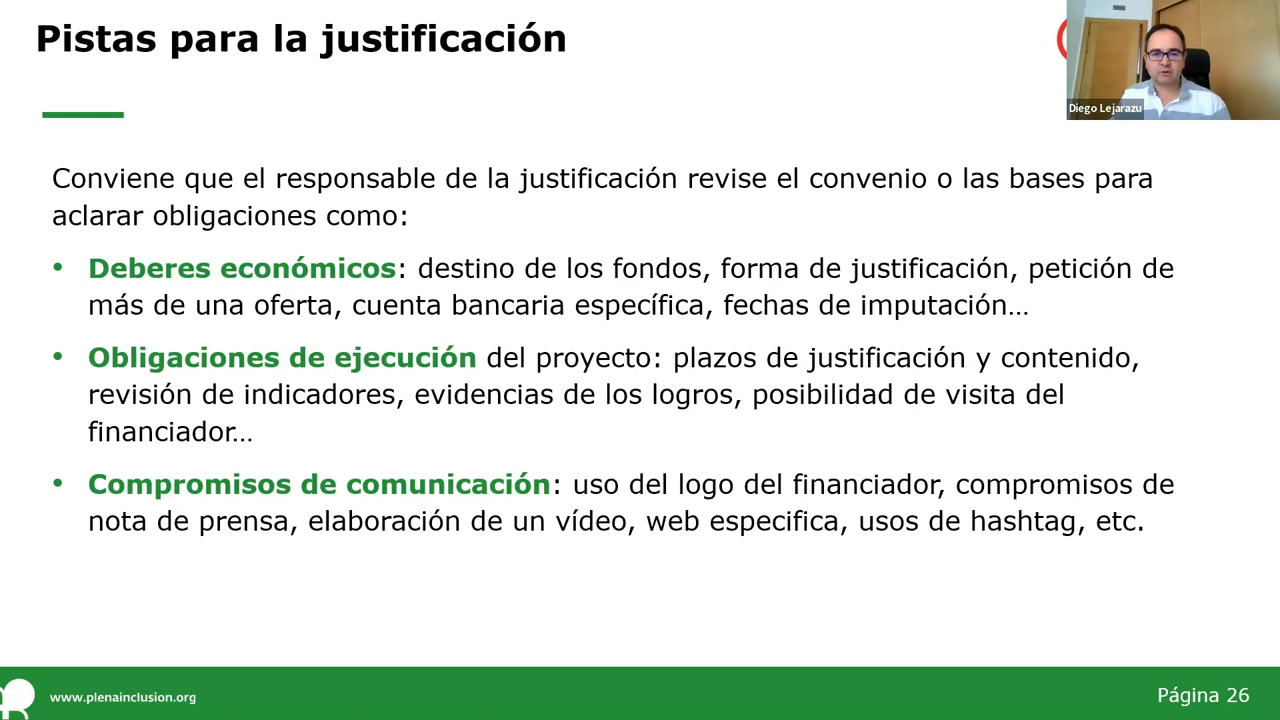 Pistas para la justificación
Diego Lejarazu
Conviene que el responsable de la justificación revise el convenio o las bases para
aclarar obligaciones como:
• Deberes económicos: destino de los fondos, forma de justificación, petición de
más de una oferta, cuenta bancaria específica, fechas de imputación…
• Obligaciones de ejecución del proyecto: plazos de justificación y contenido,
revisión de indicadores, evidencias de los logros, posibilidad de visita del
financiador…
• Compromisos de comunicación: uso del logo del financiador, compromisos de
nota de prensa, elaboración de un vídeo, web especifica, usos de hashtag, etc.
www.plenainclusion.org
Página 26